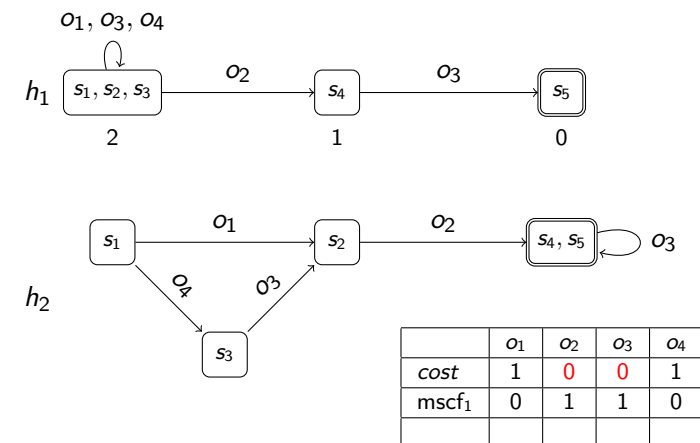 o₁, o₃, o₄
h₁ s₁, s₂, s₃ o₂ s₄ o₃ s₅
2 1 0
s₁ o₁ s₂ o₂ s₄, s₅ o₃
o₄ o₃
h₂
s₃
o₁ o₂ o₃ o₄
cost 1 0 0 1
mscf₁ 0 1 1 0